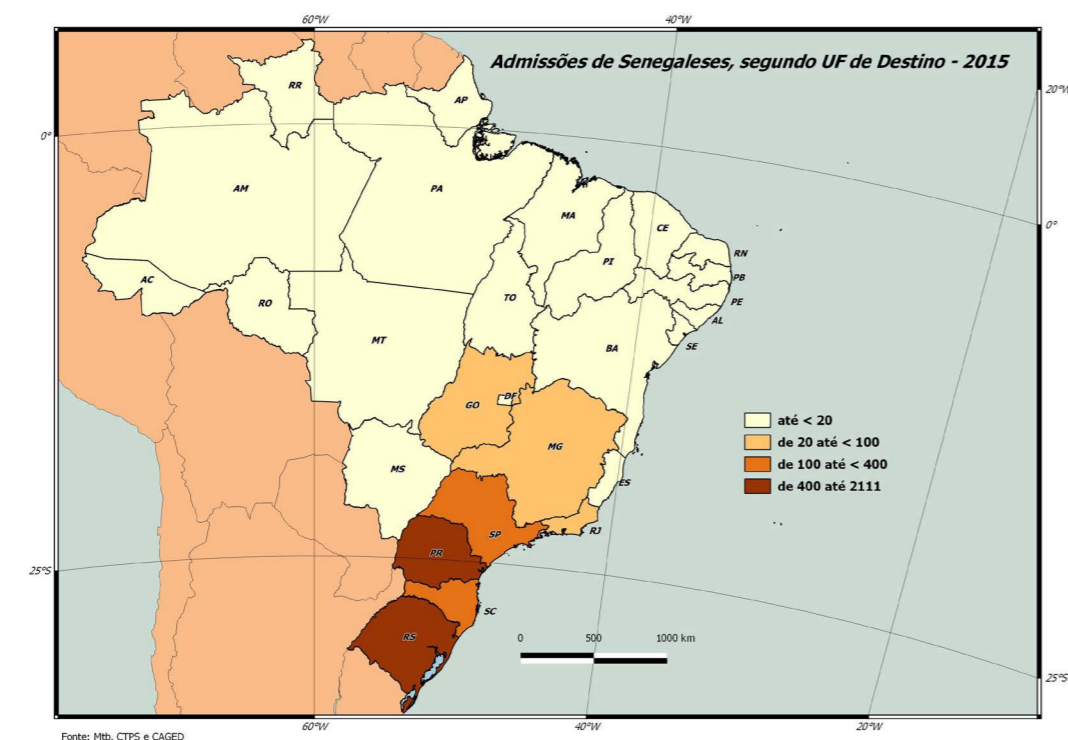 60°W 40°W
Admissões de Senegaleses, segundo UF de Destino - 2015
20°W
RR
AP
0°
AM
PA
MA
CE
0°
RN
PI
PB
AC
RO
TO
PE
AL
MT
BA
SE
DF
GO
até < 20
de 20 até < 100
MG
de 100 até < 400
MS
ES
de 400 até 2111
SP
RJ
PR
25°S
SC
RS
0 500 1000 km
25°S
60°W 40°W 20°W
Fonte: Mtb, CTPS e CAGED